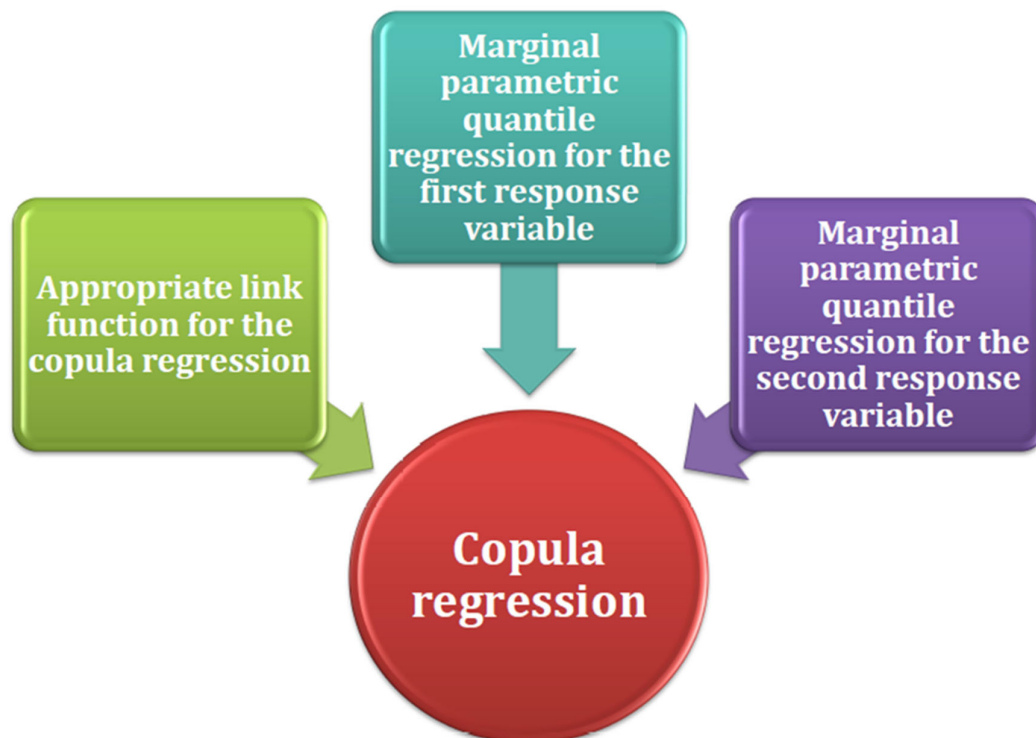 Marginal
parametric
quantile
regression for the
first response
variable
Appropriate link
function for the
copula regression
Marginal
parametric
quantile
regression for the
second response
variable
Copula
regression